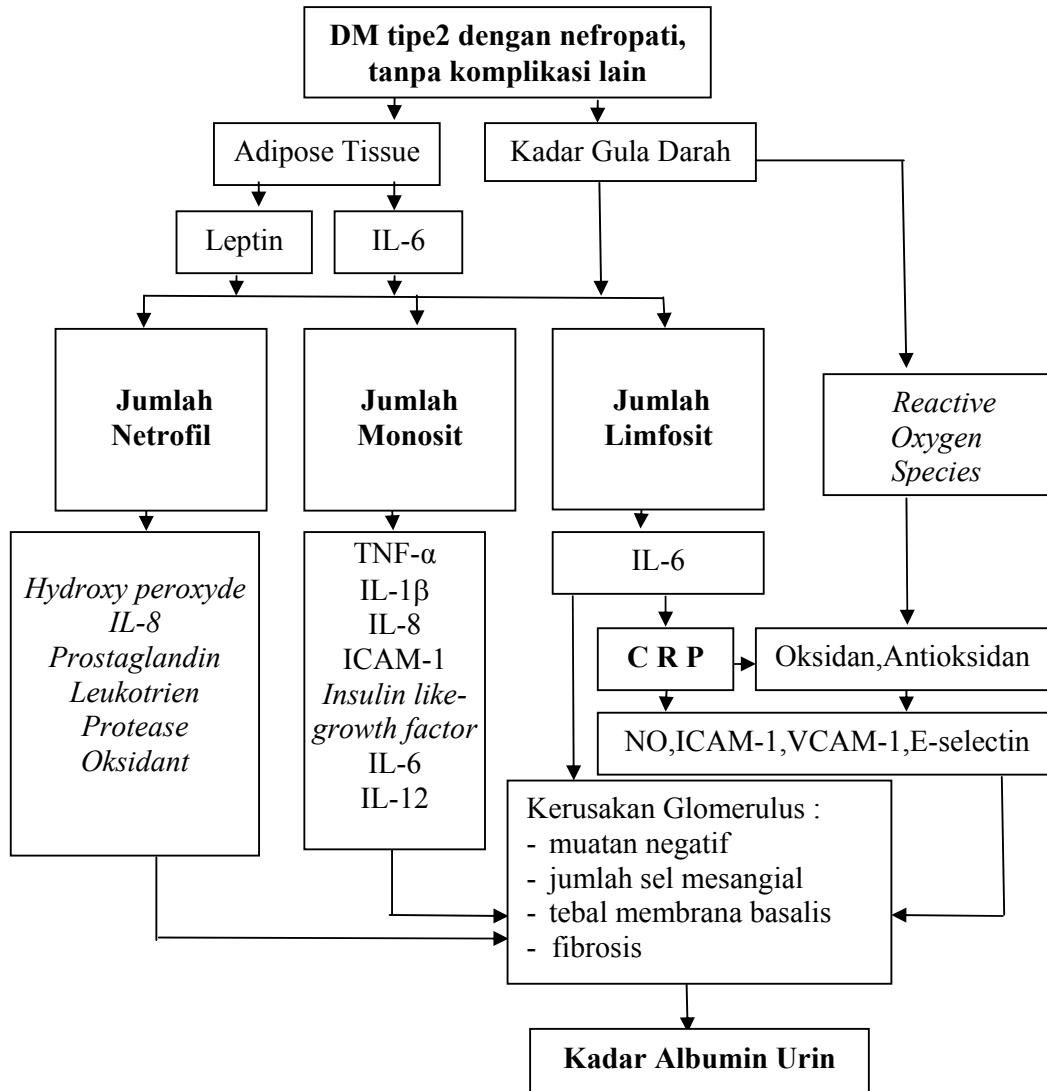 DM tipe2 dengan nefropati,
tanpa komplikasi lain
Adipose Tissue
Kadar Gula Darah
Leptin
IL-6
Jumlah
Netrofil
Jumlah
Monosit
Jumlah
Limfosit
Reactive
Oxygen
Species
Hydroxy peroxyde
IL-8
Prostaglandin
Leukotrien
Protease
Oksidant
TNF-α
IL-1β
IL-8
ICAM-1
Insulin like-
growth factor
IL-6
IL-12
IL-6
C R P
Oksidan,Antioksidan
NO,ICAM-1,VCAM-1,E-selectin
Kerusakan Glomerulus :
- muatan negatif
- jumlah sel mesangial
- tebal membrana basalis
- fibrosis
Kadar Albumin Urin